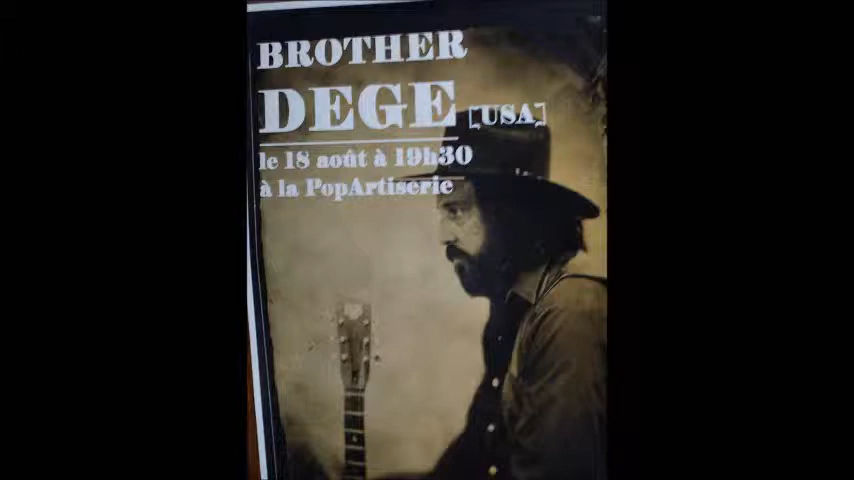 BROTHER
DEGE [USA]
le 18 août à 19h30
à la PopArtiserie